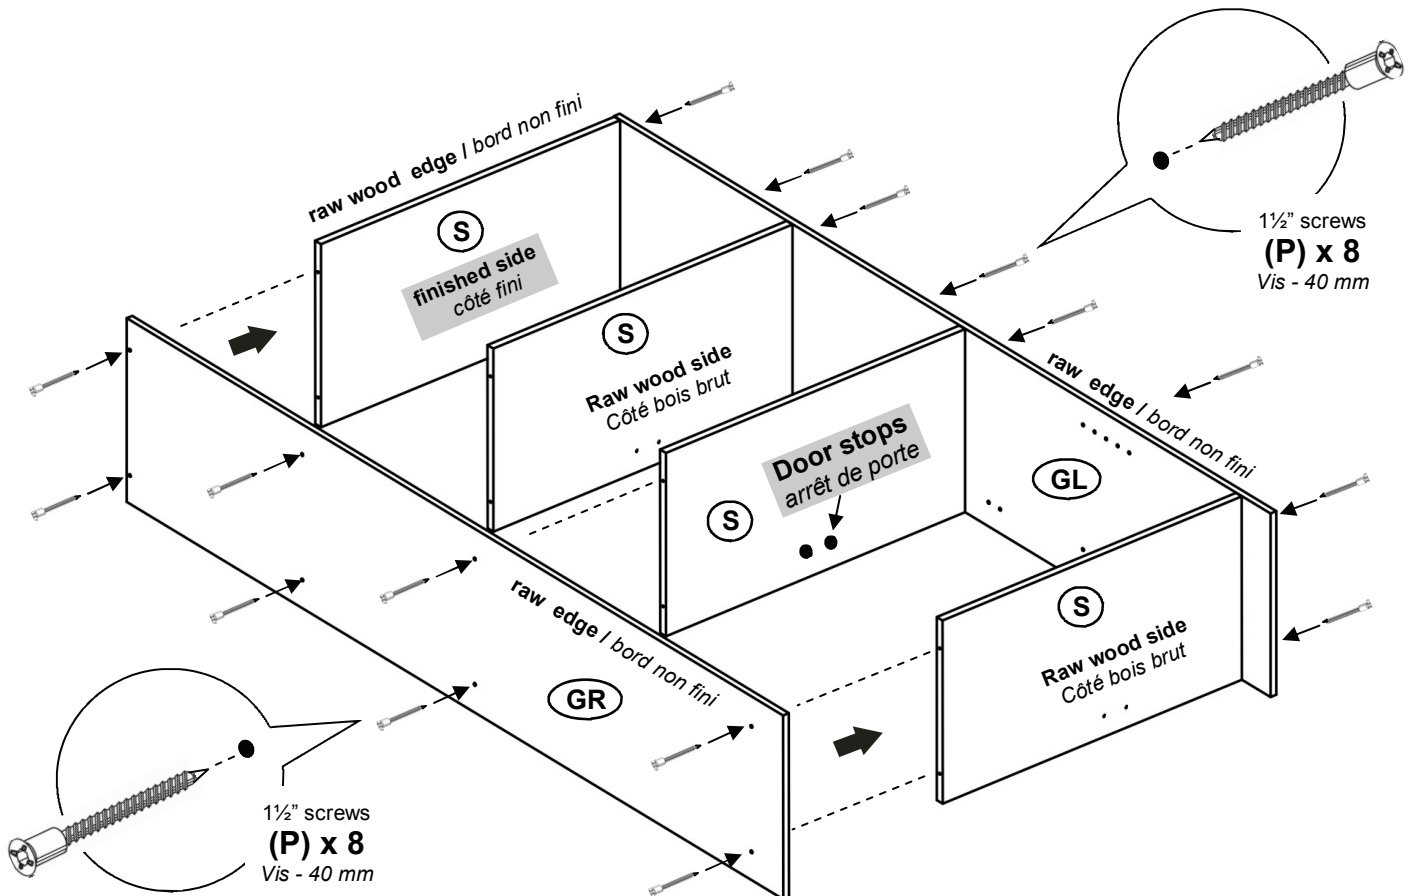 raw wood edge / bord non fini
1½” screws
(P) x 8
Vis - 40 mm
S
finished side
côté fini
S
Raw wood side
Côté bois brut
raw edge / bord non fini
Door stops
arrêt de porte
S
GL
S
Raw wood side
Côté bois brut
raw edge / bord non fini
GR
1½” screws
(P) x 8
Vis - 40 mm